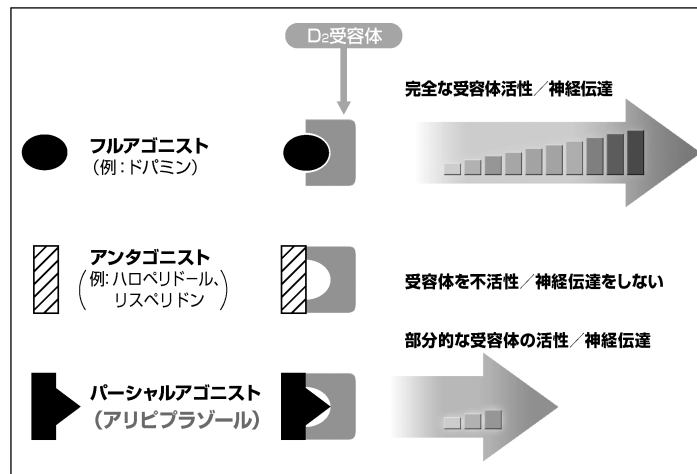 D₂受容体
完全な受容体活性／神経伝達
フルアゴニスト
（例：ドパミン）
アンタゴニスト
（例：ハロペリドール、
リスペリドン）
受容体を不活性／神経伝達をしない
部分的な受容体の活性／神経伝達
パーシャルアゴニスト
（アリピプラゾール）